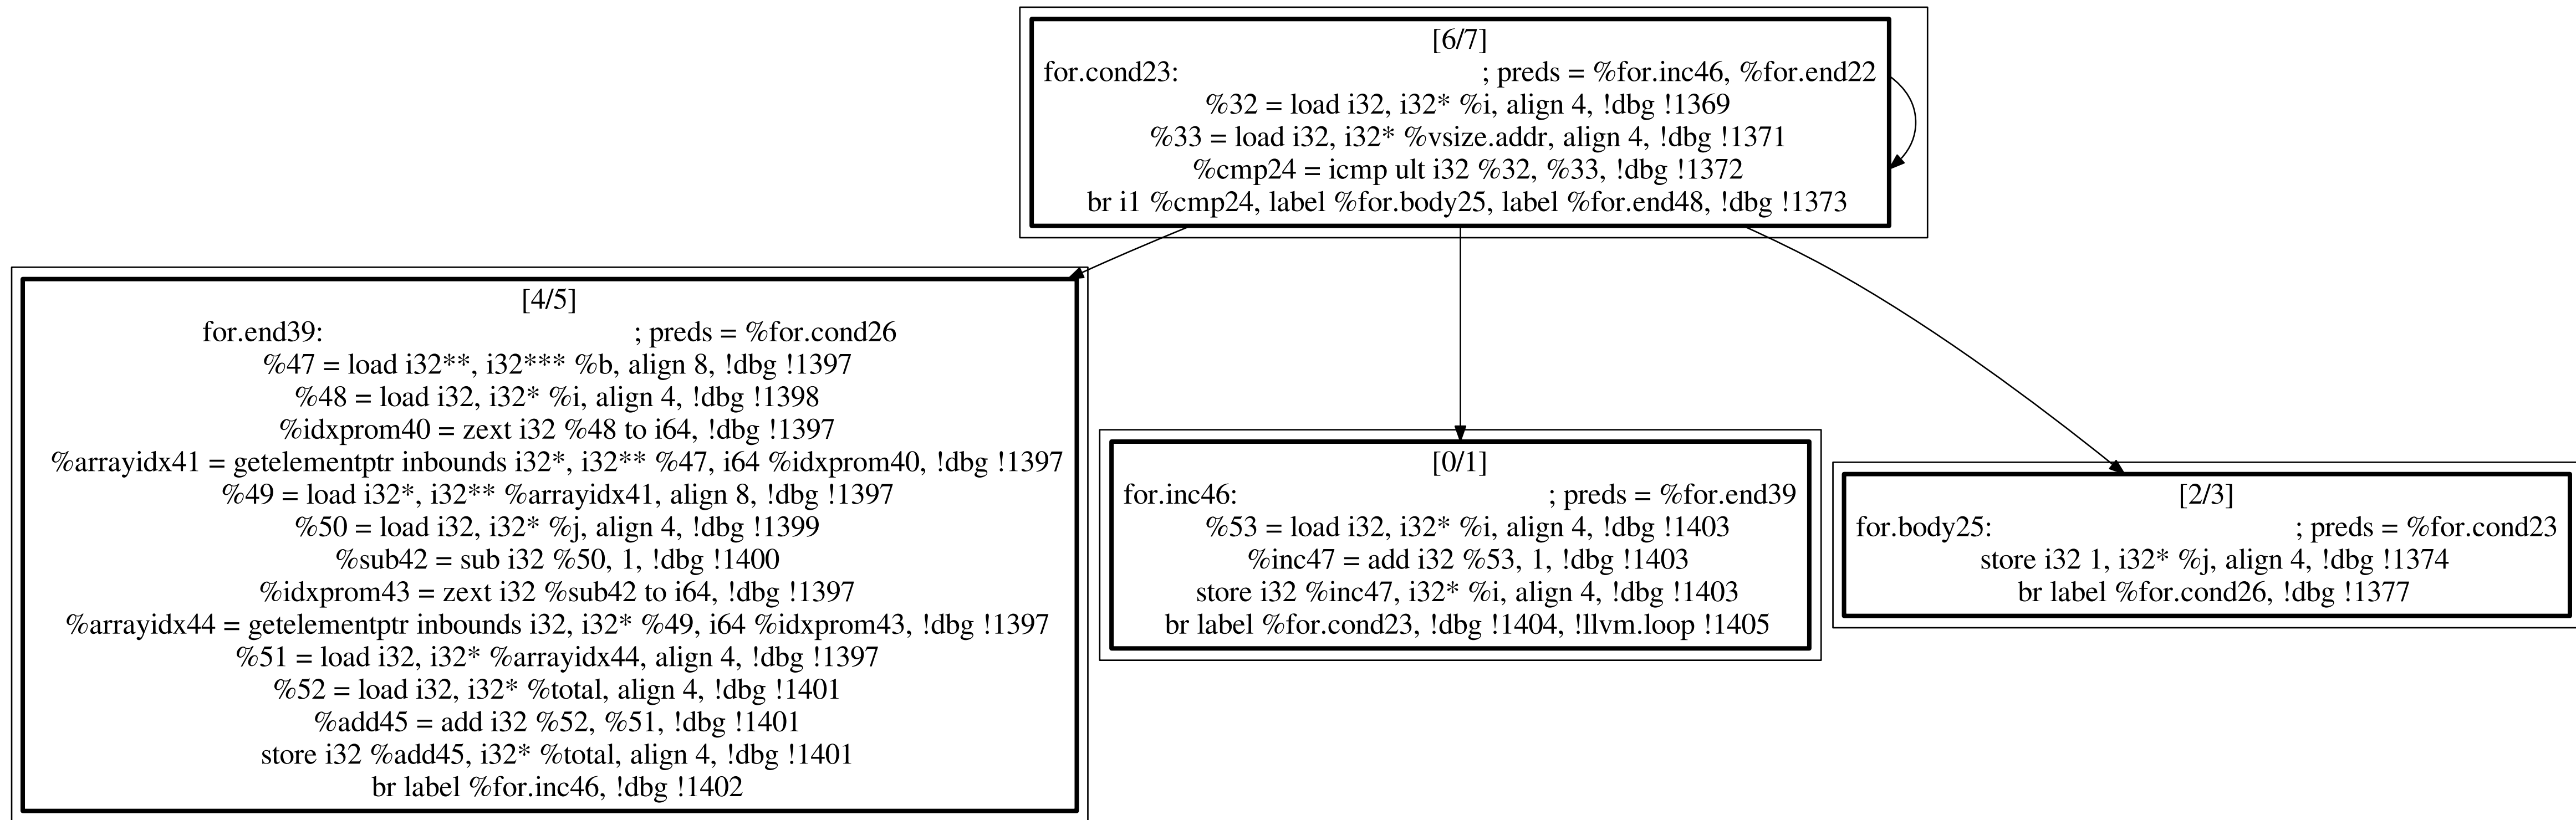 [6/7]
for.cond23: ; preds = %for.inc46, %for.end22
%32 = load i32, i32* %i, align 4, !dbg !1369
%33 = load i32, i32* %vsize.addr, align 4, !dbg !1371
%cmp24 = icmp ult i32 %32, %33, !dbg !1372
br i1 %cmp24, label %for.body25, label %for.end48, !dbg !1373
[4/5]
for.end39: ; preds = %for.cond26
%47 = load i32**, i32*** %b, align 8, !dbg !1397
%48 = load i32, i32* %i, align 4, !dbg !1398
%idxprom40 = zext i32 %48 to i64, !dbg !1397
%arrayidx41 = getelementptr inbounds i32*, i32** %47, i64 %idxprom40, !dbg !1397
%49 = load i32*, i32** %arrayidx41, align 8, !dbg !1397
%50 = load i32, i32* %j, align 4, !dbg !1399
%sub42 = sub i32 %50, 1, !dbg !1400
%idxprom43 = zext i32 %sub42 to i64, !dbg !1397
%arrayidx44 = getelementptr inbounds i32, i32* %49, i64 %idxprom43, !dbg !1397
%51 = load i32, i32* %arrayidx44, align 4, !dbg !1397
%52 = load i32, i32* %total, align 4, !dbg !1401
%add45 = add i32 %52, %51, !dbg !1401
store i32 %add45, i32* %total, align 4, !dbg !1401
br label %for.inc46, !dbg !1402
[0/1]
for.inc46: ; preds = %for.end39
%53 = load i32, i32* %i, align 4, !dbg !1403
%inc47 = add i32 %53, 1, !dbg !1403
store i32 %inc47, i32* %i, align 4, !dbg !1403
br label %for.cond23, !dbg !1404, !llvm.loop !1405
[2/3]
for.body25: ; preds = %for.cond23
store i32 1, i32* %j, align 4, !dbg !1374
br label %for.cond26, !dbg !1377